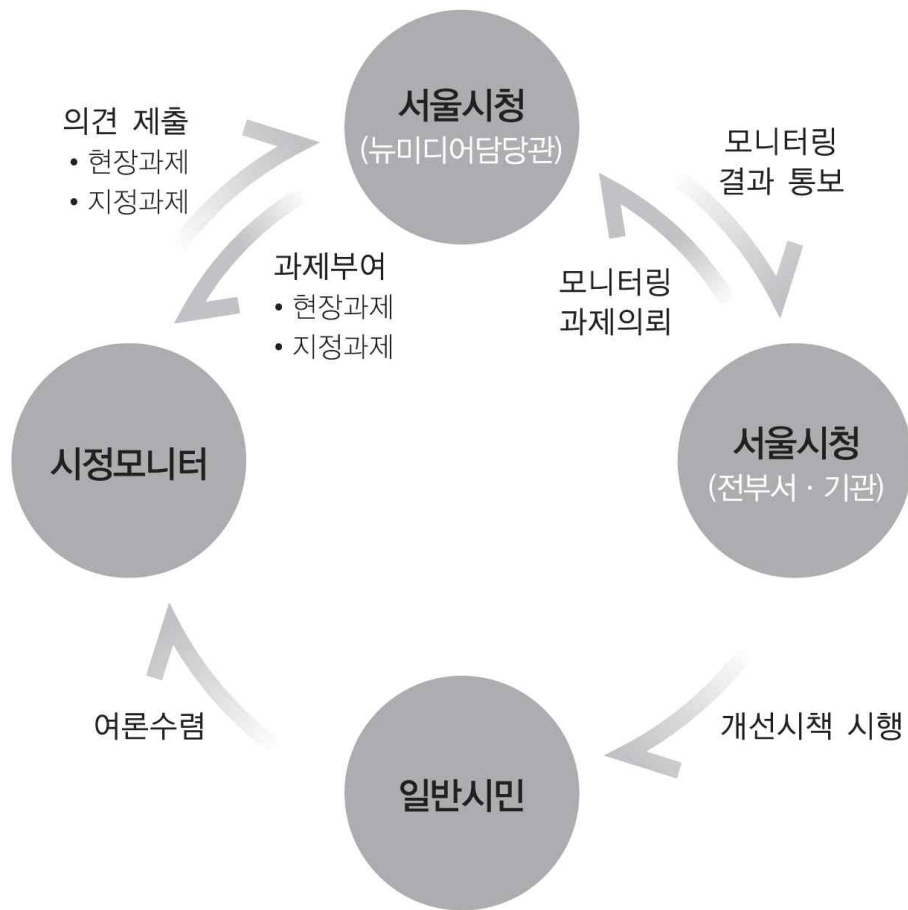 서울시청
(뉴미디어담당관)
의견 제출
• 현장과제
• 지정과제
모니터링
결과 통보
과제부여
• 현장과제
• 지정과제
모니터링
과제의뢰
시정모니터
서울시청
(전부서 · 기관)
여론수렴
개선시책 시행
일반시민